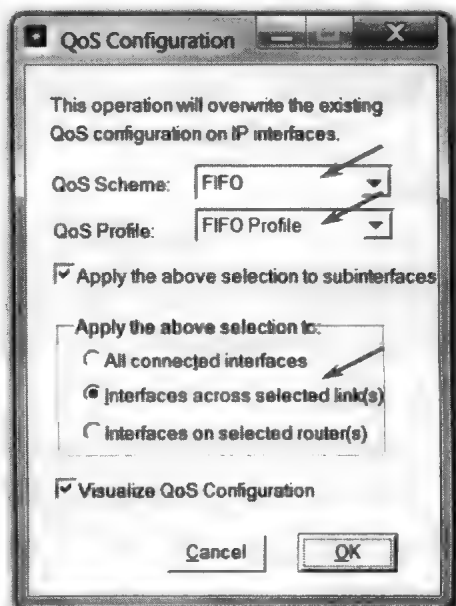 QoS Configuration
This operation will overwrite the existing
QoS configuration on IP interfaces.
QoS Scheme: FIFO
QoS Profile: FIFO Profile
Apply the above selection to subinterfaces
Apply the above selection to:
All connected interfaces
Interfaces across selected link(s)
Interfaces on selected router(s)
Visualize QoS Configuration
Cancel OK